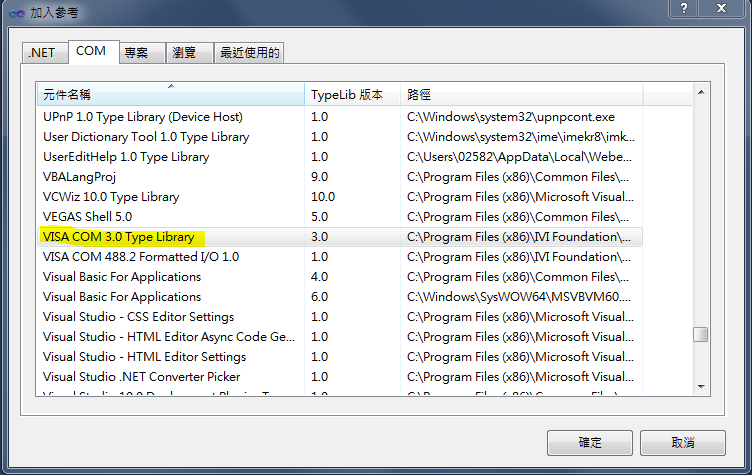 加入參考
.NET COM 專案 瀏覽 最近使用的
元件名稱 TypeLib 版本 路徑
UPnP 1.0 Type Library (Device Host) 1.0 C:\Windows\system32\upnpcont.exe
User Dictionary Tool 1.0 Type Library 1.0 C:\Windows\system32\ime\imekr8\imk...
UserEditHelp 1.0 Type Library 1.0 C:\Users\02582\AppData\Local\Webe...
VBALangProj 9.0 C:\Program Files (x86)\Common Files\...
VCWiz 10.0 Type Library 10.0 C:\Program Files (x86)\Microsoft Visual...
VEGAS Shell 5.0 5.0 C:\Program Files (x86)\Common Files\...
VISA COM 3.0 Type Library 3.0 C:\Program Files (x86)\IVI Foundation\...
VISA COM 488.2 Formatted I/O 1.0 1.0 C:\Program Files (x86)\IVI Foundation\...
Visual Basic For Applications 4.0 C:\Program Files (x86)\Common Files\...
Visual Basic For Applications 6.0 C:\Windows\SysWOW64\MSVBVM60....
Visual Studio - CSS Editor Settings 1.0 C:\Program Files (x86)\Microsoft Visual...
Visual Studio - HTML Editor Async Code Ge... 1.0 C:\Program Files (x86)\Microsoft Visual...
Visual Studio - HTML Editor Settings 1.0 C:\Program Files (x86)\Microsoft Visual...
Visual Studio .NET Converter Picker 1.0 C:\Program Files (x86)\Microsoft Visual...
確定 取消